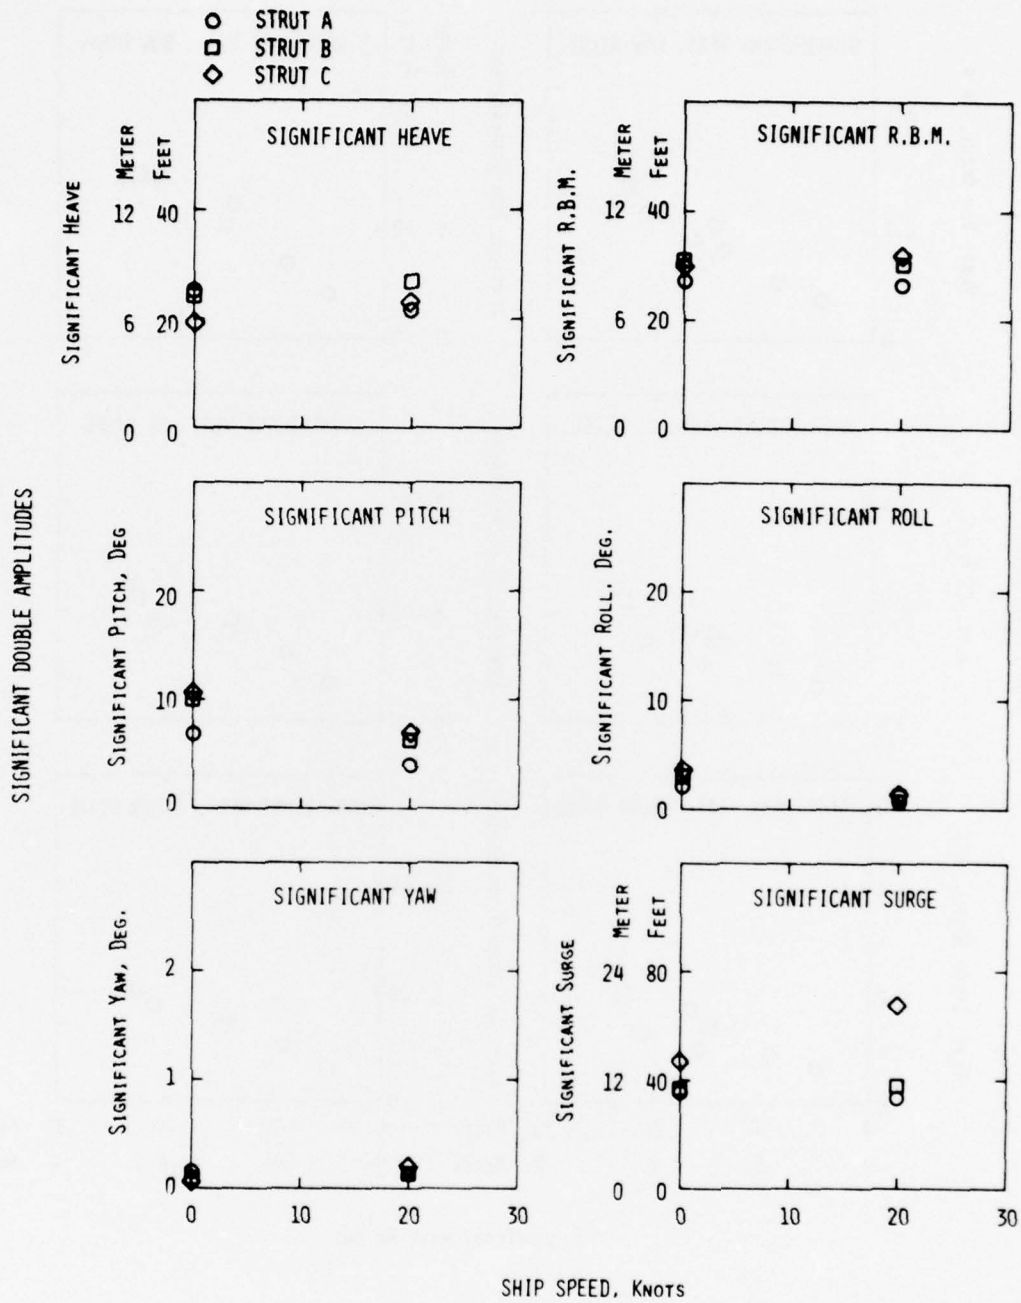 STRUT A
STRUT B
STRUT C
SIGNIFICANT DOUBLE AMPLITUDES
SIGNIFICANT HEAVE
SIGNIFICANT HEAVE
METER
FEET
12 40
6 20
0 0
SIGNIFICANT R.B.M.
SIGNIFICANT R.B.M.
METER
FEET
12 40
6 20
0 0
SIGNIFICANT PITCH
SIGNIFICANT PITCH, DEG
20
10
0
SIGNIFICANT ROLL
SIGNIFICANT ROLL. DEG.
20
10
0
SIGNIFICANT YAW
SIGNIFICANT YAW, DEG.
2
1
0
0 10 20 30
SIGNIFICANT SURGE
SIGNIFICANT SURGE
METER
FEET
24 80
12 40
0 0
0 10 20 30
SHIP SPEED, KNOTS